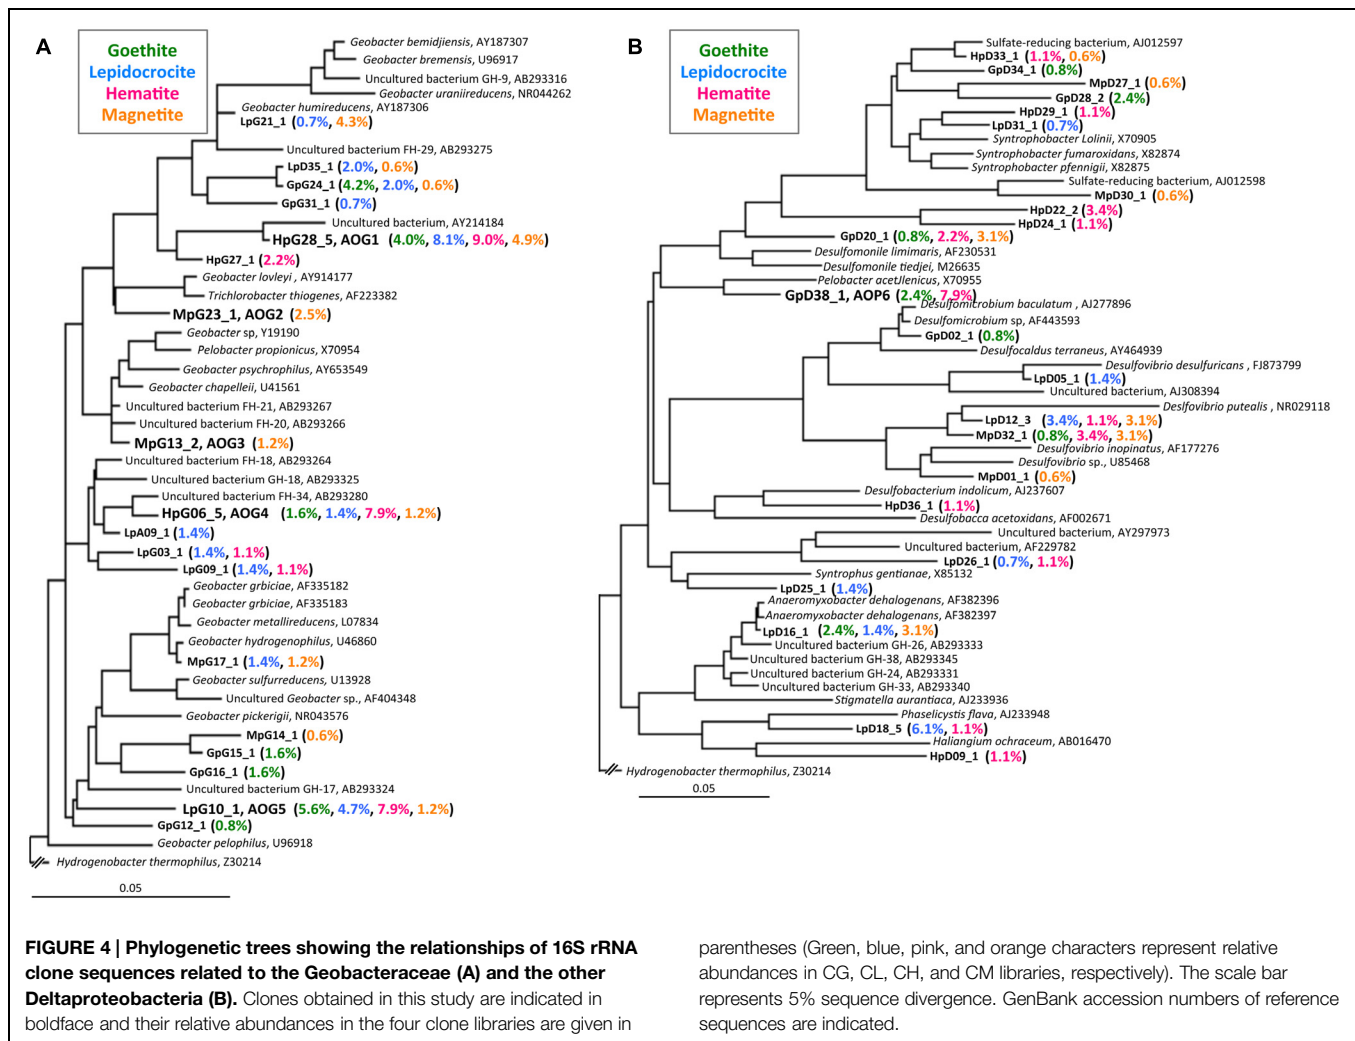 A
Goethite
Lepidocrocite
Hematite
Magnetite
Geobacter bemidjiensis, AY187307
Geobacter bremensis, U96917
Uncultured bacterium GH-9, AB293316
Geobacter uraniireducens, NR044262
Geobacter humireducens, AY187306
LpG21_1 (0.7%, 4.3%)
Uncultured bacterium FH-29, AB293275
LpD35_1 (2.0%, 0.6%)
GpG24_1 (4.2%, 2.0%, 0.6%)
GpG31_1 (0.7%)
Uncultured bacterium, AY214184
HpG28_5, AOG1 (4.0%, 8.1%, 9.0%, 4.9%)
HpG27_1 (2.2%)
Geobacter lovleyi , AY914177
Trichlorobacter thiogenes, AF223382
MpG23_1, AOG2 (2.5%)
Geobacter sp, Y19190
Pelobacter propionicus, X70954
Geobacter psychrophilus, AY653549
Geobacter chapelleii, U41561
Uncultured bacterium FH-21, AB293267
Uncultured bacterium FH-20, AB293266
MpG13_2, AOG3 (1.2%)
Uncultured bacterium FH-18, AB293264
Uncultured bacterium GH-18, AB293325
Uncultured bacterium FH-34, AB293280
HpG06_5, AOG4 (1.6%, 1.4%, 7.9%, 1.2%)
LpA09_1 (1.4%)
LpG03_1 (1.4%, 1.1%)
LpG09_1 (1.4%, 1.1%)
Geobacter grbiciae, AF335182
Geobacter grbiciae, AF335183
Geobacter metallireducens, L07834
Geobacter hydrogenophilus, U46860
MpG17_1 (1.4%, 1.2%)
Geobacter sulfurreducens, U13928
Uncultured Geobacter sp., AF404348
Geobacter pickerigii, NR043576
MpG14_1 (0.6%)
GpG15_1 (1.6%)
GpG16_1 (1.6%)
Uncultured bacterium GH-17, AB293324
LpG10_1, AOG5 (5.6%, 4.7%, 7.9%, 1.2%)
GpG12_1 (0.8%)
Geobacter pelophilus, U96918
Hydrogenobacter thermophilus, Z30214
0.05
B
Goethite
Lepidocrocite
Hematite
Magnetite
Sulfate-reducing bacterium, AJ012597
HpD33_1 (1.1%, 0.6%)
GpD34_1 (0.8%)
MpD27_1 (0.6%)
GpD28_2 (2.4%)
HpD29_1 (1.1%)
LpD31_1 (0.7%)
Syntrophobacter Lolinii, X70905
Syntrophobacter fumaroxidans, X82874
Syntrophobacter pfennigii, X82875
Sulfate-reducing bacterium, AJ012598
MpD30_1 (0.6%)
HpD22_2 (3.4%)
HpD24_1 (1.1%)
GpD20_1 (0.8%, 2.2%, 3.1%)
Desulfomonile limimaris, AF230531
Desulfomonile tiedjei, M26635
Pelobacter acetJlenicus, X70955
GpD38_1, AOP6 (2.4%, 7.9%)
Desulfomicrobium baculatum , AJ277896
Desulfomicrobium sp, AF443593
GpD02_1 (0.8%)
Desulfocaldus terraneus, AY464939
Desulfovibrio desulfuricans , FJ873799
LpD05_1 (1.4%)
Uncultured bacterium, AJ308394
Deslfovibrio putealis , NR029118
LpD12_3 (3.4%, 1.1%, 3.1%)
MpD32_1 (0.8%, 3.4%, 3.1%)
Desulfovibrio inopinatus, AF177276
Desulfovibrio sp., U85468
MpD01_1 (0.6%)
Desulfobacterium indolicum, AJ237607
HpD36_1 (1.1%)
Desulfobacca acetoxidans, AF002671
Uncultured bacterium, AY297973
Uncultured bacterium, AF229782
LpD26_1 (0.7%, 1.1%)
Syntrophus gentianae, X85132
LpD25_1 (1.4%)
Anaeromyxobacter dehalogenans, AF382396
Anaeromyxobacter dehalogenans, AF382397
LpD16_1 (2.4%, 1.4%, 3.1%)
Uncultured bacterium GH-26, AB293333
Uncultured bacterium GH-38, AB293345
Uncultured bacterium GH-24, AB293331
Uncultured bacterium GH-33, AB293340
Stigmatella aurantiaca, AJ233936
Phaselicystis flava, AJ233948
LpD18_5 (6.1%, 1.1%)
Haliangium ochraceum, AB016470
HpD09_1 (1.1%)
Hydrogenobacter thermophilus, Z30214
0.05
FIGURE 4 | Phylogenetic trees showing the relationships of 16S rRNA
clone sequences related to the Geobacteraceae (A) and the other
Deltaproteobacteria (B). Clones obtained in this study are indicated in
boldface and their relative abundances in the four clone libraries are given in
parentheses (Green, blue, pink, and orange characters represent relative
abundances in CG, CL, CH, and CM libraries, respectively). The scale bar
represents 5% sequence divergence. GenBank accession numbers of reference
sequences are indicated.